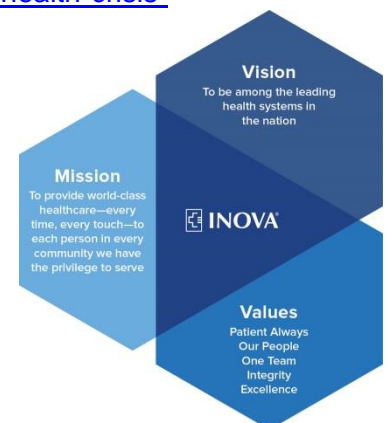 health-crisis
Vision
To be among the leading
health systems in
the nation
Mission
To provide world-class
healthcare—every
time, every touch—to
each person in every
community we have
the privilege to serve
INOVA®
Values
Patient Always
Our People
One Team
Integrity
Excellence